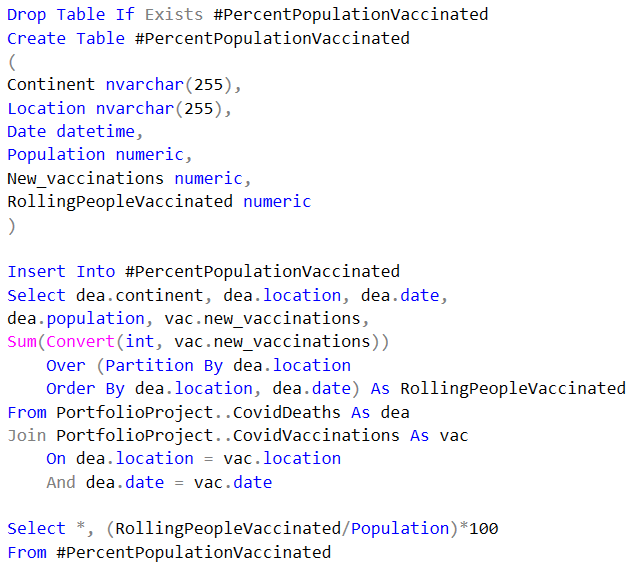 Drop Table If Exists #PercentPopulationVaccinated
Create Table #PercentPopulationVaccinated
(
Continent nvarchar(255),
Location nvarchar(255),
Date datetime,
Population numeric,
New_vaccinations numeric,
RollingPeopleVaccinated numeric
)
Insert Into #PercentPopulationVaccinated
Select dea.continent, dea.location, dea.date,
dea.population, vac.new_vaccinations,
Sum(Convert(int, vac.new_vaccinations))
Over (Partition By dea.location
Order By dea.location, dea.date) As RollingPeopleVaccinated
From PortfolioProject..CovidDeaths As dea
Join PortfolioProject..CovidVaccinations As vac
On dea.location = vac.location
And dea.date = vac.date
Select *, (RollingPeopleVaccinated/Population)*100
From #PercentPopulationVaccinated